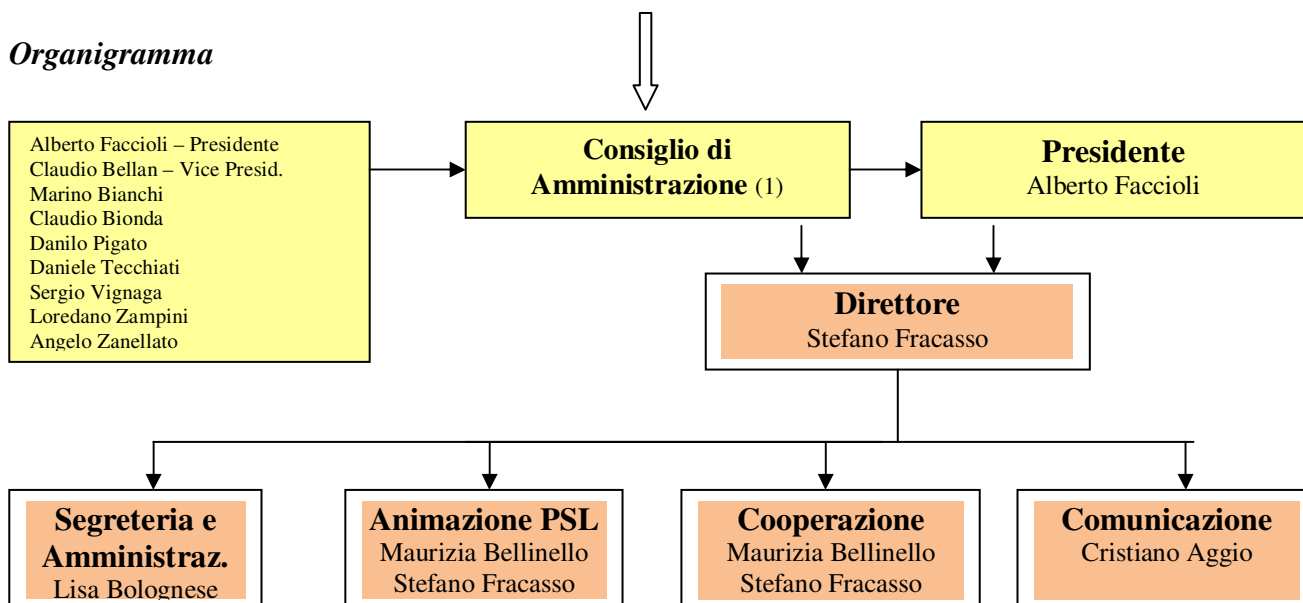 Organigramma
Alberto Faccioli – Presidente
Claudio Bellan – Vice Presid.
Marino Bianchi
Claudio Bionda
Danilo Pigato
Daniele Tecchiati
Sergio Vignaga
Loredano Zampini
Angelo Zanellato
Consiglio di
Amministrazione (1)
Presidente
Alberto Faccioli
Direttore
Stefano Fracasso
Segreteria e
Amministraz.
Lisa Bolognese
Animazione PSL
Maurizia Bellinello
Stefano Fracasso
Cooperazione
Maurizia Bellinello
Stefano Fracasso
Comunicazione
Cristiano Aggio